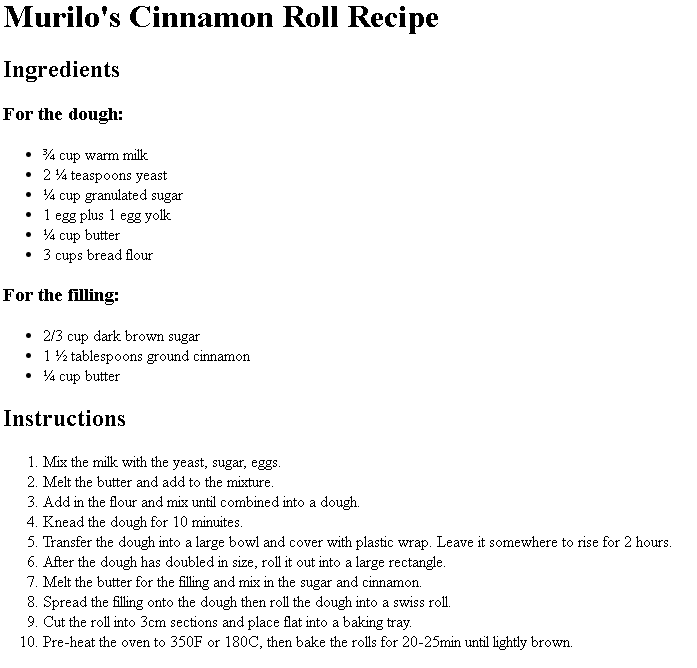 Murilo's Cinnamon Roll Recipe
Ingredients
For the dough:
• ¾ cup warm milk
• 2 ¼ teaspoons yeast
• ¼ cup granulated sugar
• 1 egg plus 1 egg yolk
• ¼ cup butter
• 3 cups bread flour
For the filling:
• 2/3 cup dark brown sugar
• 1 ½ tablespoons ground cinnamon
• ¼ cup butter
Instructions
1. Mix the milk with the yeast, sugar, eggs.
2. Melt the butter and add to the mixture.
3. Add in the flour and mix until combined into a dough.
4. Knead the dough for 10 minuites.
5. Transfer the dough into a large bowl and cover with plastic wrap. Leave it somewhere to rise for 2 hours.
6. After the dough has doubled in size, roll it out into a large rectangle.
7. Melt the butter for the filling and mix in the sugar and cinnamon.
8. Spread the filling onto the dough then roll the dough into a swiss roll.
9. Cut the roll into 3cm sections and place flat into a baking tray.
10. Pre-heat the oven to 350F or 180C, then bake the rolls for 20-25min until lightly brown.